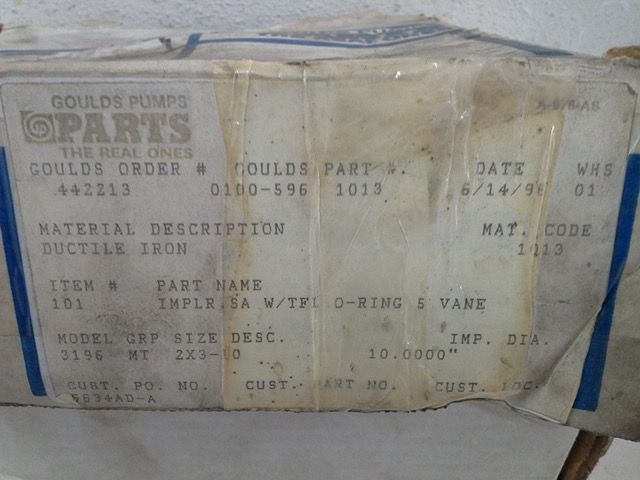 GOULDS PUMPS
PARTS
THE REAL ONES
GOULDS ORDER # GOULDS PART #. DATE WHS
442213 0100-596 1013 6/14/96 01
MATERIAL DESCRIPTION MAT. CODE
DUCTILE IRON 1013
ITEM # PART NAME
101 IMPLR,SA W/TFL O-RING 5 VANE
MODEL GRP SIZE DESC. IMP. DIA.
3196 MT 2X3-10 10.0000"
CUST. PO. NO. CUST. PART NO. CUST. LOC.
6634AD-A